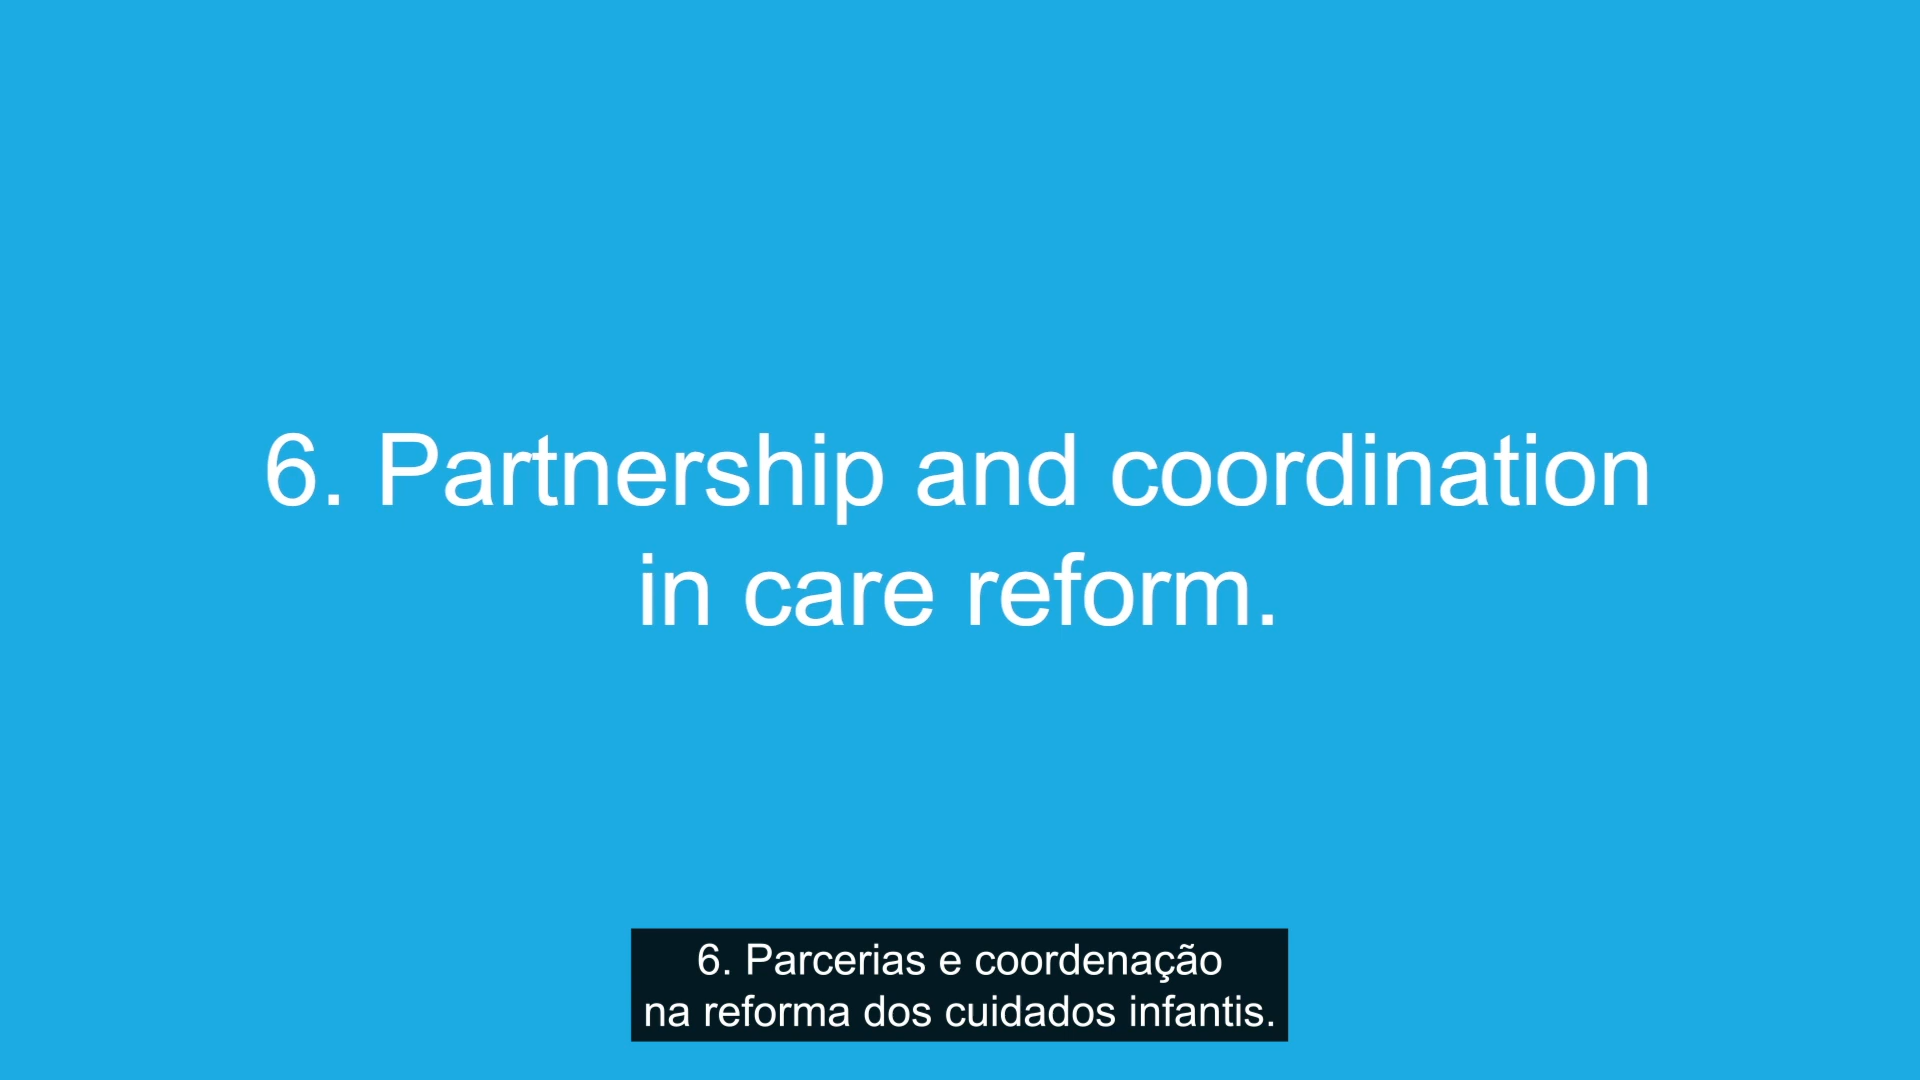 6. Partnership and coordination
in care reform.
6. Parcerias e coordenação
na reforma dos cuidados infantis.